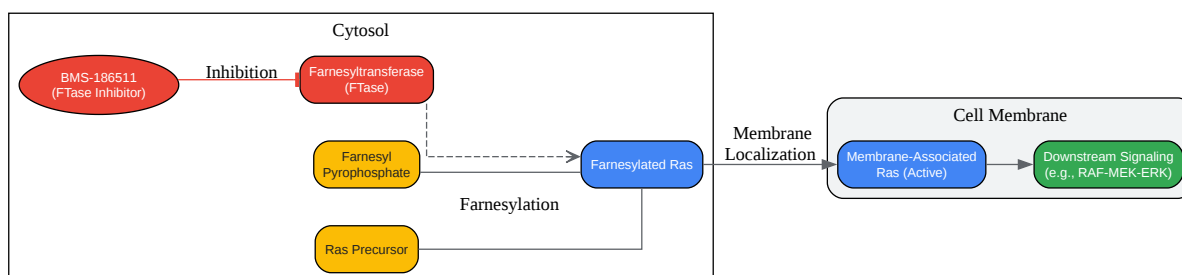 Cytosol
BMS-186511
(FTase Inhibitor)
Inhibition
Farnesyltransferase
(FTase)
Farnesyl
Pyrophosphate
Farnesylated Ras
Farnesylation
Ras Precursor
Membrane
Localization
Cell Membrane
Membrane-Associated
Ras (Active)
Downstream Signaling
(e.g., RAF-MEK-ERK)